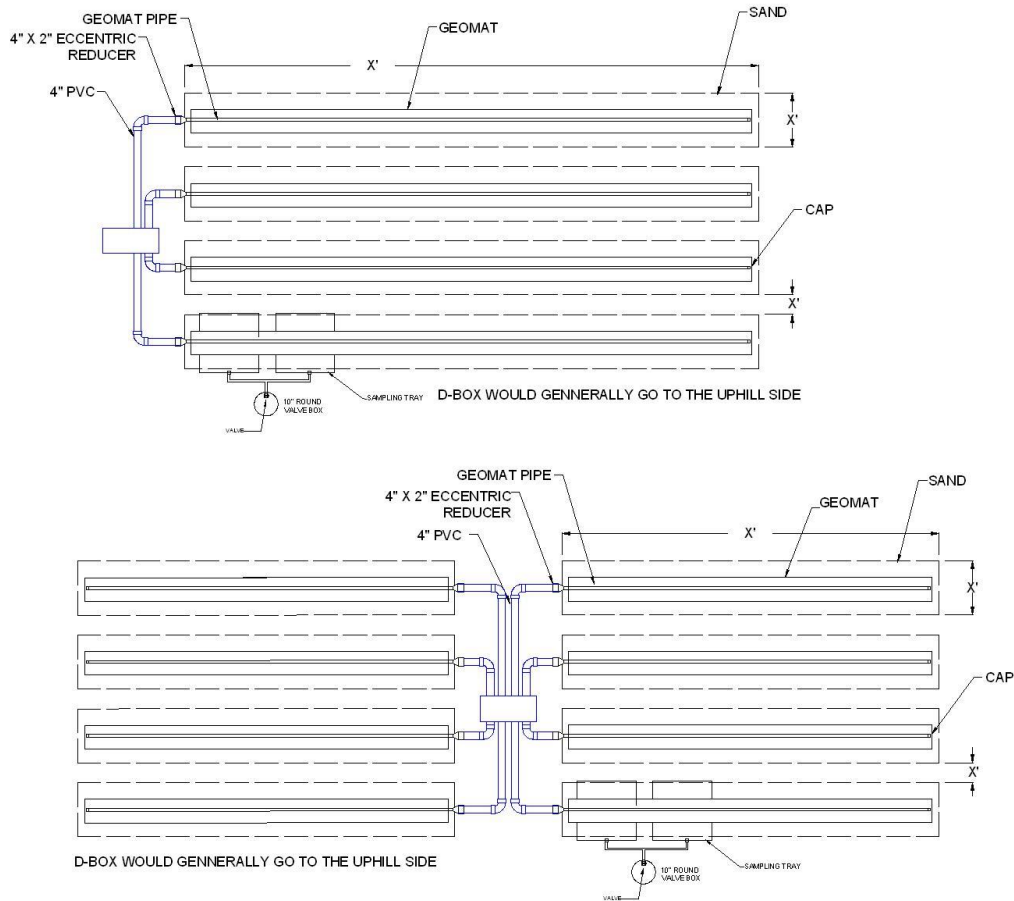 GEOMAT PIPE
4" X 2" ECCENTRIC
REDUCER
4" PVC
GEOMAT
SAND
X'
X'
CAP
X'
SAMPLING TRAY
10" ROUND
VALVE BOX
VALVE
D-BOX WOULD GENNERALLY GO TO THE UPHILL SIDE
GEOMAT PIPE
4" X 2" ECCENTRIC
REDUCER
4" PVC
SAND
GEOMAT
X'
X'
CAP
X'
SAMPLING TRAY
10" ROUND
VALVE BOX
VALVE
D-BOX WOULD GENNERALLY GO TO THE UPHILL SIDE